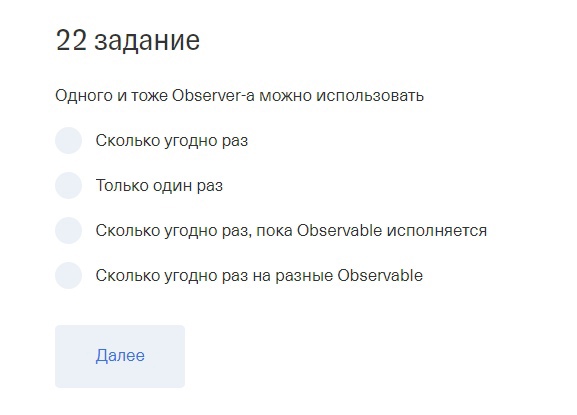 22 задание
Одного и тоже Observer-а можно использовать
Сколько угодно раз
Только один раз
Сколько угодно раз, пока Observable исполняется
Сколько угодно раз на разные Observable
Далее